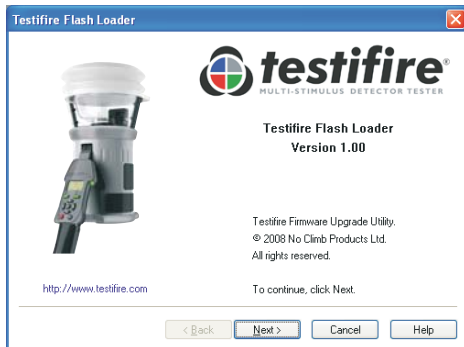 Testifire Flash Loader
testifire®
MULTI-STIMULUS DETECTOR TESTER
Testifire Flash Loader
Version 1.00
Testifire Firmware Upgrade Utility.
© 2008 No Climb Products Ltd.
All rights reserved.
http://www.testifire.com
To continue, click Next.
< Back
Next >
Cancel
Help